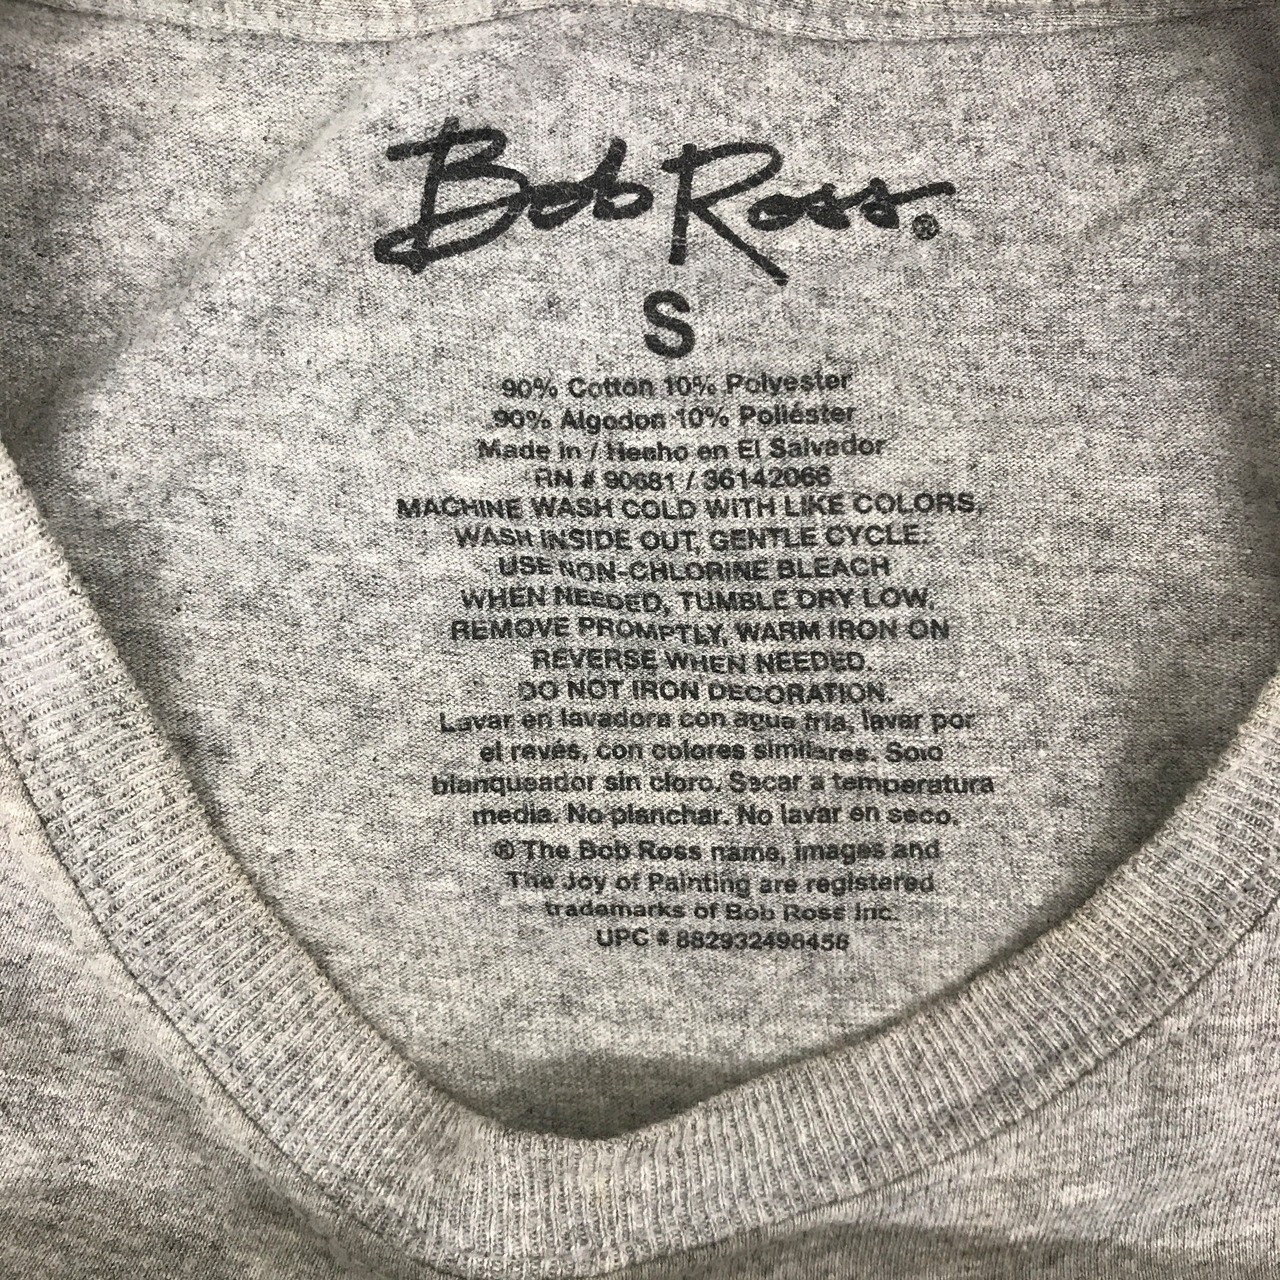 Bob Ross®
S
90% Cotton 10% Polyester
90% Algodon 10% Poliéster
Made in / Hecho en El Salvador
RN # 90681 / 36142066
MACHINE WASH COLD WITH LIKE COLORS,
WASH INSIDE OUT, GENTLE CYCLE.
USE NON-CHLORINE BLEACH
WHEN NEEDED, TUMBLE DRY LOW,
REMOVE PROMPTLY, WARM IRON ON
REVERSE WHEN NEEDED.
DO NOT IRON DECORATION.
Lavar en lavadora con agua fria, lavar por
el revés, con colores similares. Solo
blanqueador sin cloro. Secar a temperatura
media. No planchar. No lavar en seco.
® The Bob Ross name, images and
The Joy of Painting are registered
trademarks of Bob Ross Inc.
UPC # 882932498456